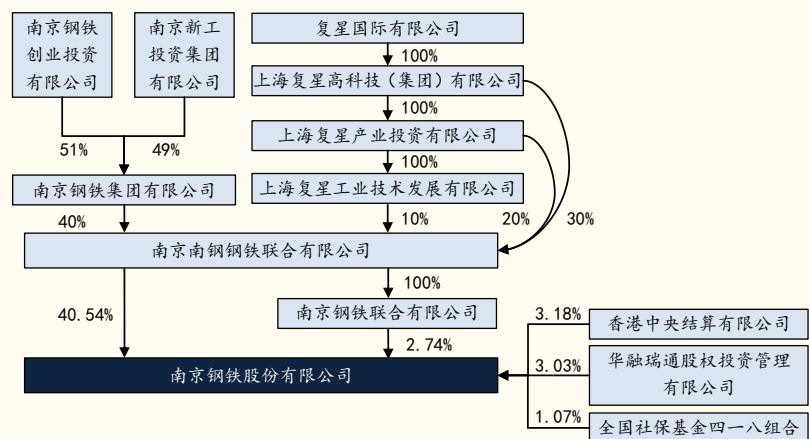 南京钢铁
创业投资
有限公司
南京新工
投资集团
有限公司
复星国际有限公司
100%
上海复星高科技（集团）有限公司
100%
上海复星产业投资有限公司
51%
49%
100%
南京钢铁集团有限公司
上海复星工业技术发展有限公司
40%
10%
20%
30%
南京南钢钢铁联合有限公司
100%
40.54%
南京钢铁联合有限公司
2.74%
南京钢铁股份有限公司
3.18%
香港中央结算有限公司
3.03%
华融瑞通股权投资管理
有限公司
1.07%
全国社保基金四一八组合